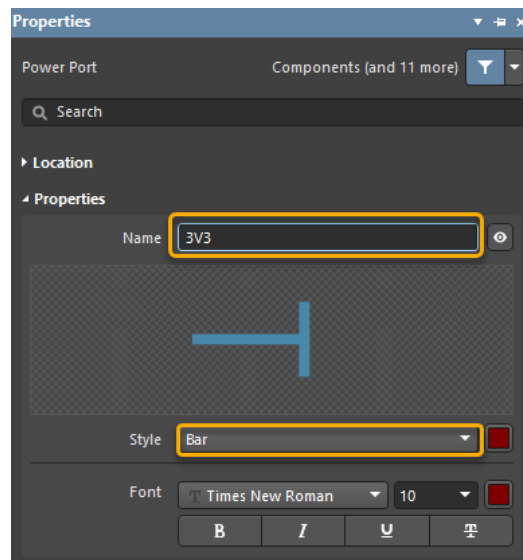 Properties
Power Port Components (and 11 more)
Search
Location
Properties
Name 3V3
Style Bar
Font T Times New Roman 10
B I U T